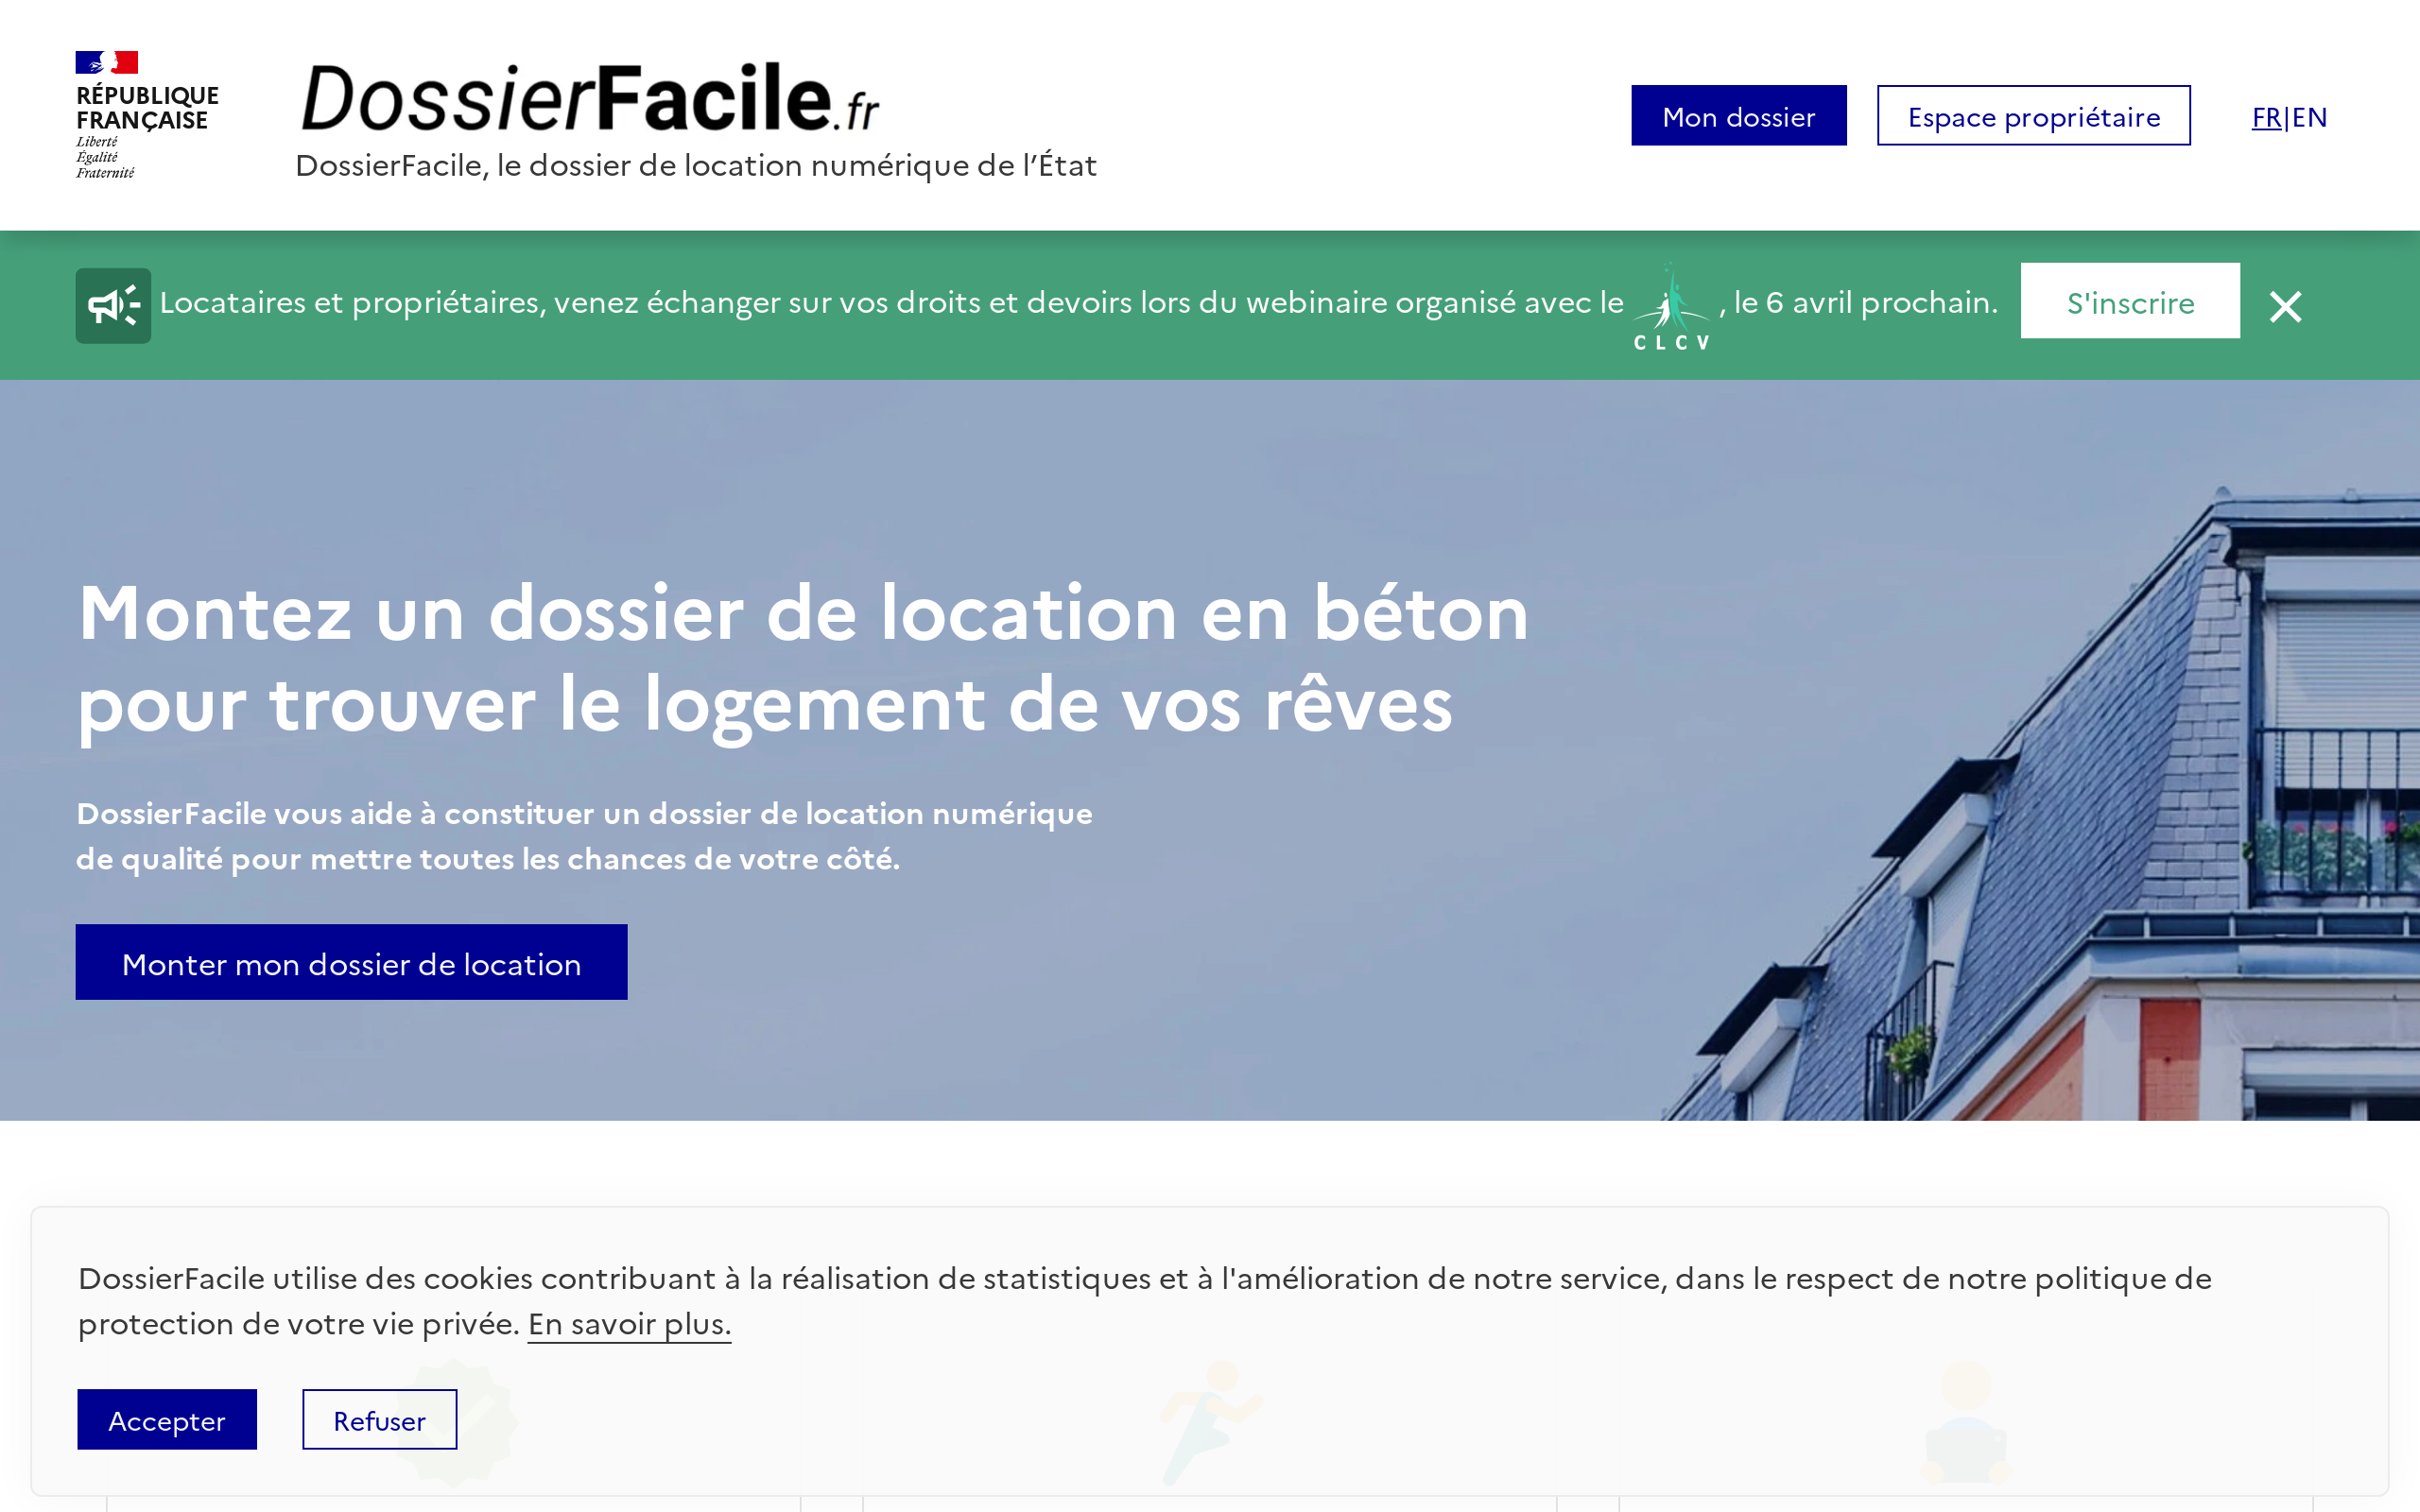 RÉPUBLIQUE
FRANÇAISE
Liberté
Égalité
Fraternité
DossierFacile.fr
DossierFacile, le dossier de location numérique de l’État
Mon dossier
Espace propriétaire
FR|EN
Locataires et propriétaires, venez échanger sur vos droits et devoirs lors du webinaire organisé avec le CLCV , le 6 avril prochain.
S'inscrire
Montez un dossier de location en béton
pour trouver le logement de vos rêves
DossierFacile vous aide à constituer un dossier de location numérique
de qualité pour mettre toutes les chances de votre côté.
Monter mon dossier de location
DossierFacile utilise des cookies contribuant à la réalisation de statistiques et à l'amélioration de notre service, dans le respect de notre politique de
protection de votre vie privée. En savoir plus.
Accepter
Refuser